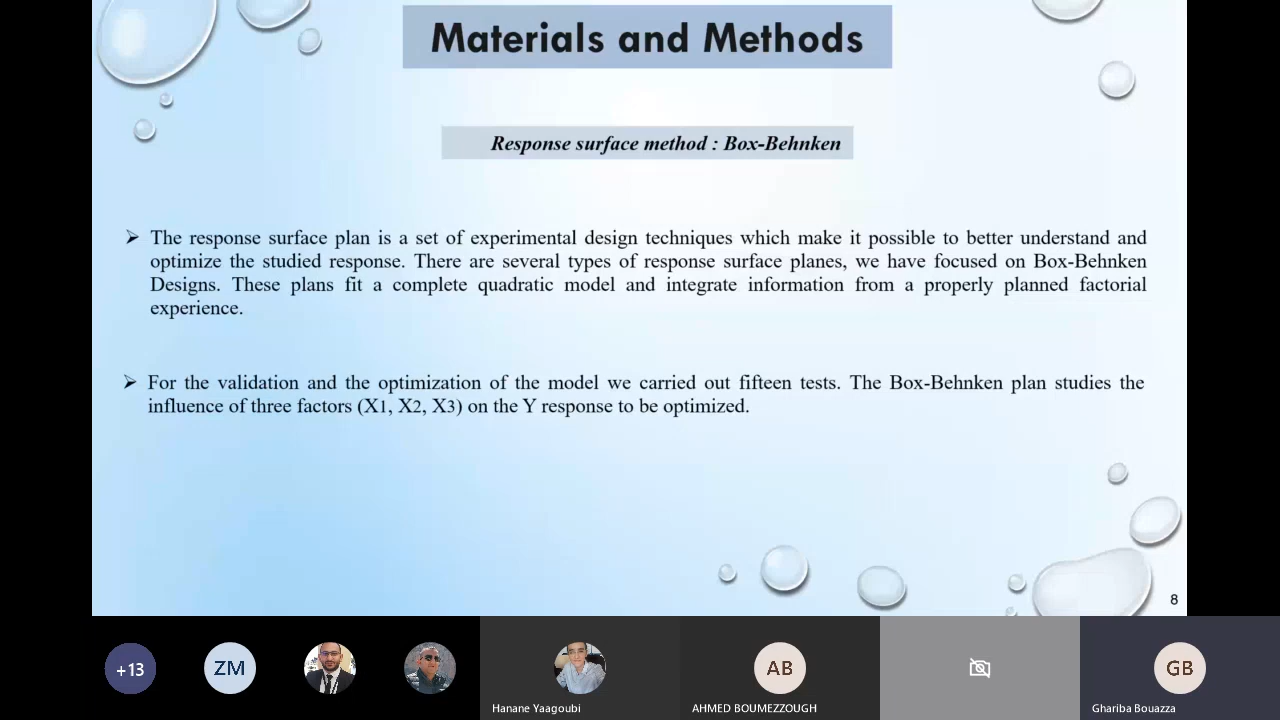 Materials and Methods
Response surface method : Box-Behnken
➢ The response surface plan is a set of experimental design techniques which make it possible to better understand and
optimize the studied response. There are several types of response surface planes, we have focused on Box-Behnken
Designs. These plans fit a complete quadratic model and integrate information from a properly planned factorial
experience.
➢ For the validation and the optimization of the model we carried out fifteen tests. The Box-Behnken plan studies the
influence of three factors (X1, X2, X3) on the Y response to be optimized.
8
+13
ZM
AB
GB
Hanane Yaagoubi
AHMED BOUMEZZOUGH
Ghariba Bouazza